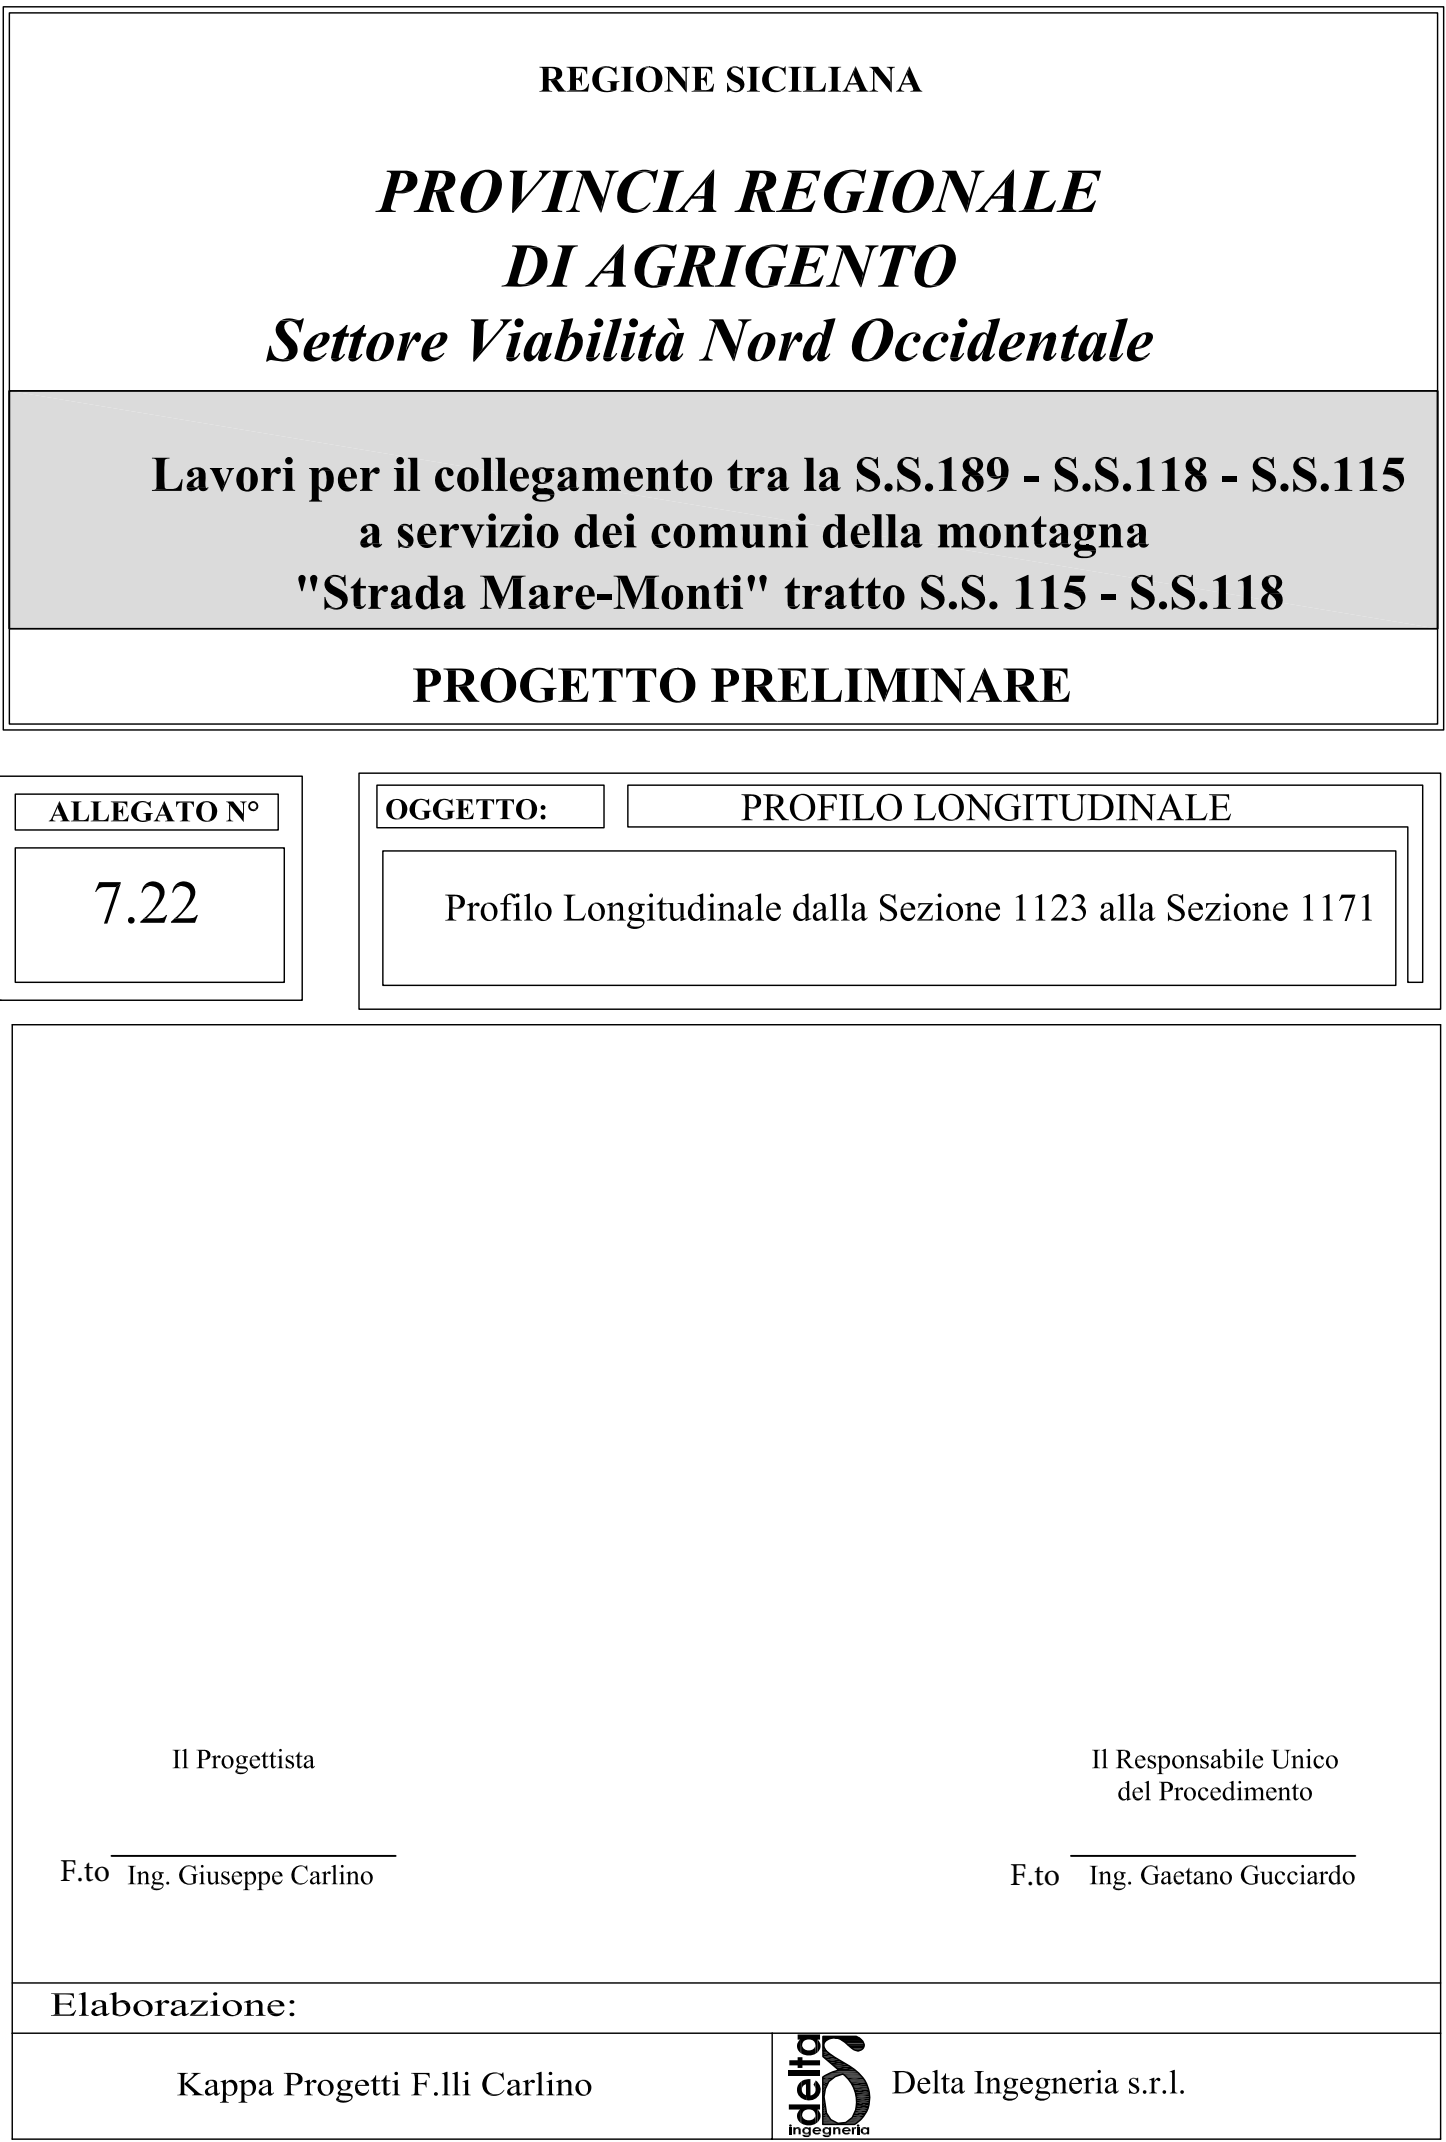 REGIONE SICILIANA
PROVINCIA REGIONALE
DI AGRIGENTO
Settore Viabilità Nord Occidentale
Lavori per il collegamento tra la S.S.189 - S.S.118 - S.S.115
a servizio dei comuni della montagna
"Strada Mare-Monti" tratto S.S. 115 - S.S.118
PROGETTO PRELIMINARE
ALLEGATO N°
7.22
OGGETTO:
PROFILO LONGITUDINALE
Profilo Longitudinale dalla Sezione 1123 alla Sezione 1171
Il Progettista
F.to Ing. Giuseppe Carlino
Il Responsabile Unico
del Procedimento
F.to Ing. Gaetano Gucciardo
Elaborazione:
Kappa Progetti F.lli Carlino
delta
δ
ingegneria
Delta Ingegneria s.r.l.